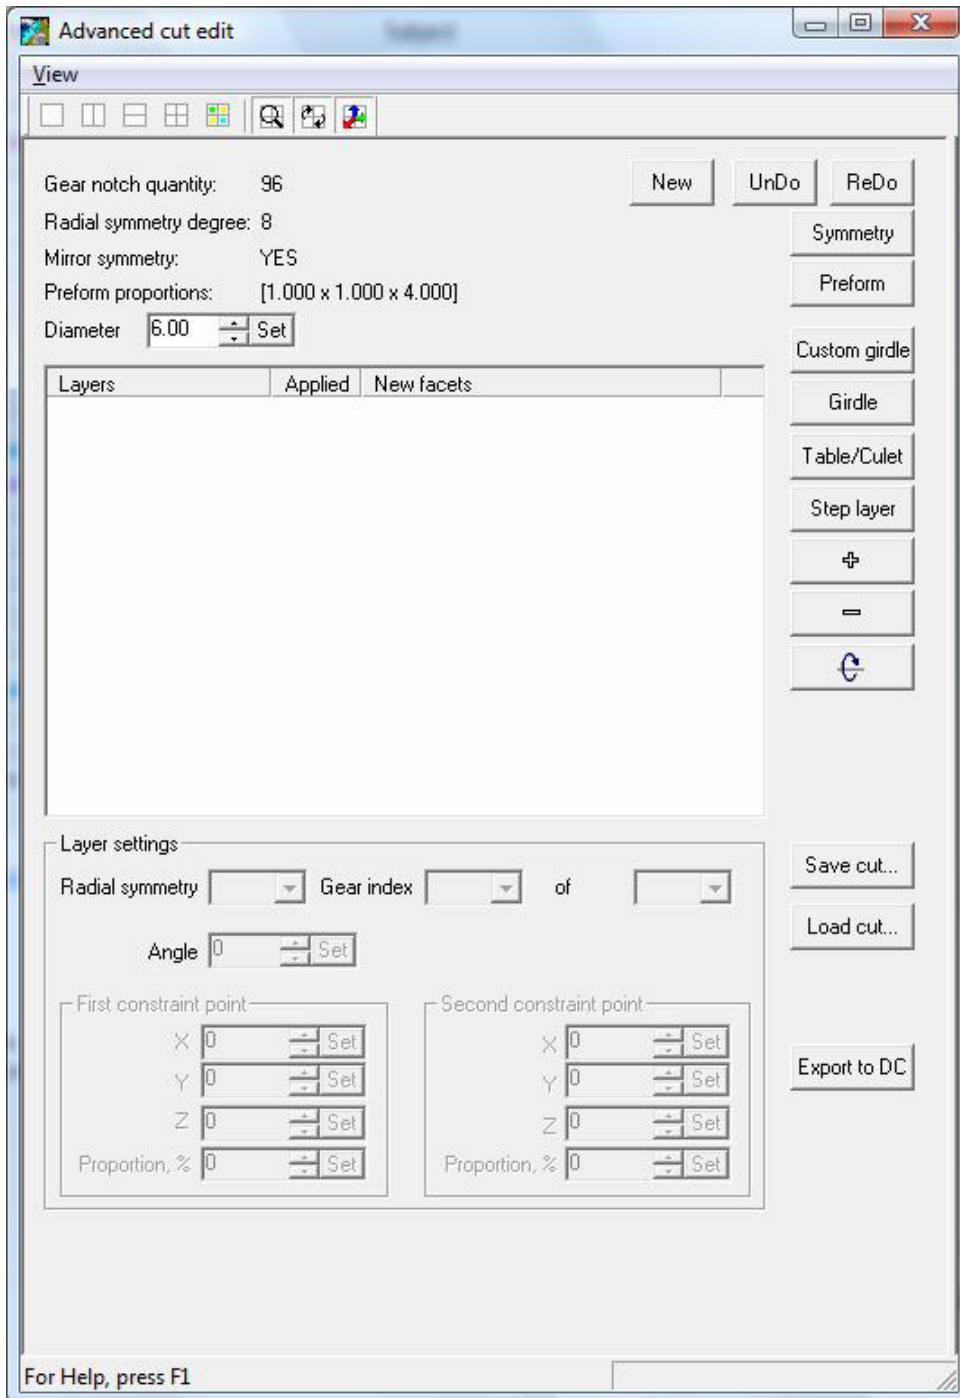 Advanced cut edit
View
Gear notch quantity: 96
New UnDo ReDo
Radial symmetry degree: 8
Symmetry
Mirror symmetry: YES
Preform proportions: [1.000 x 1.000 x 4.000]
Preform
Diameter 6.00 Set
Custom girdle
Layers Applied New facets
Girdle
Table/Culet
Step layer
Layer settings
Save cut...
Radial symmetry Gear index of
Load cut...
Angle 0 Set
First constraint point Second constraint point
X 0 Set X 0 Set
Export to DC
Y 0 Set Y 0 Set
Z 0 Set Z 0 Set
Proportion, % 0 Set Proportion, % 0 Set
For Help, press F1